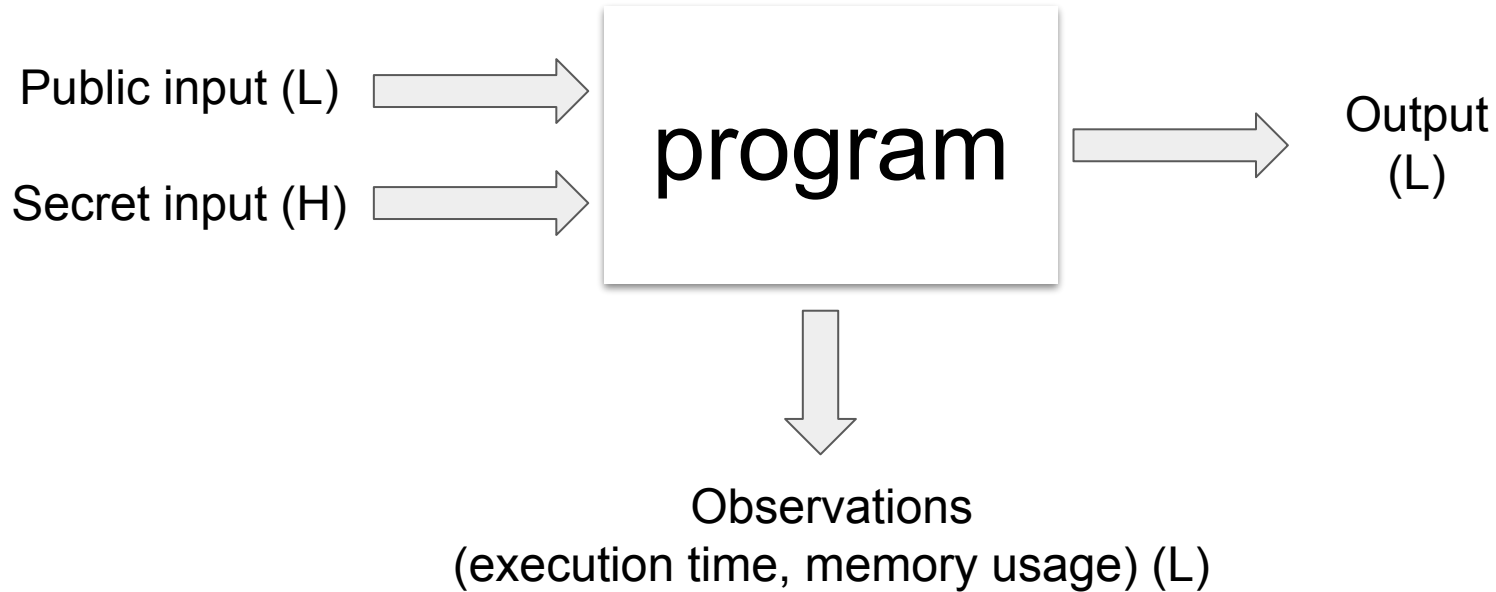 Public input (L)
Secret input (H)
program
Output
(L)
Observations
(execution time, memory usage) (L)